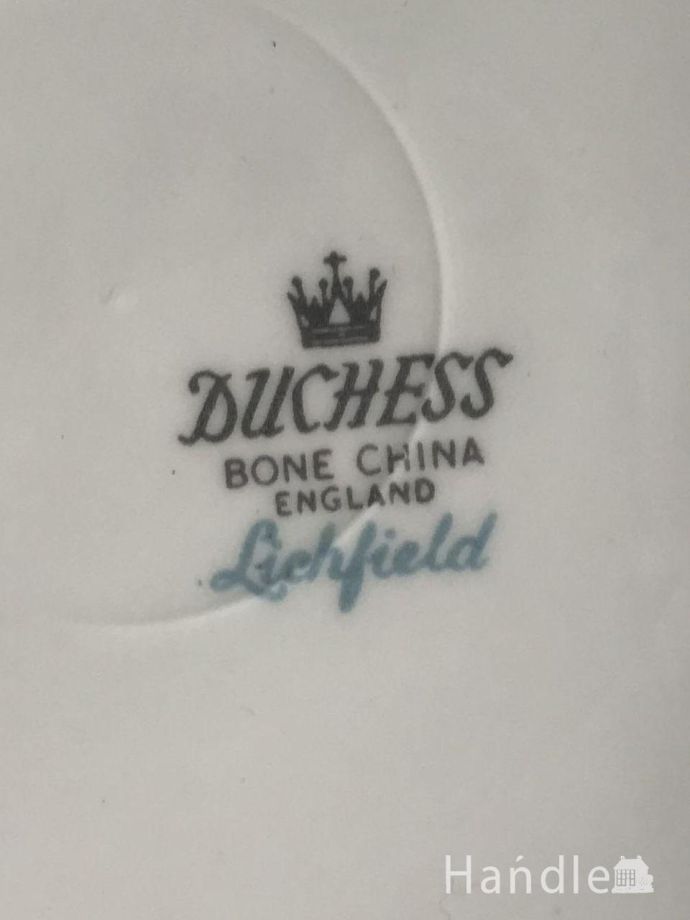 DUCHESS
BONE CHINA
ENGLAND
Lichfield
Handle